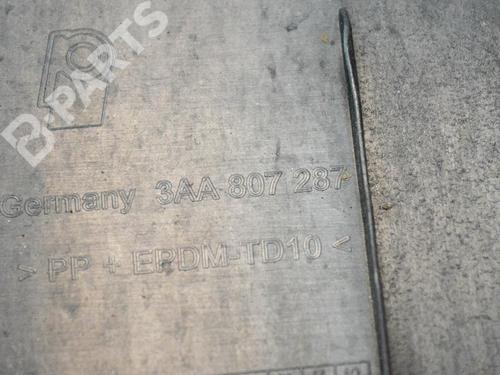 B-PARTS
Germany 3AA 807 287
> PP + EPDM-TD10 <